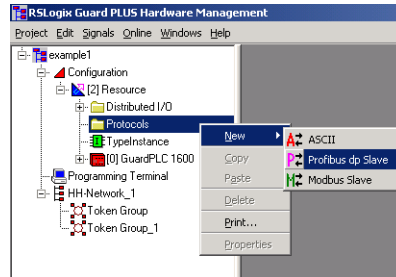 RSLogix Guard PLUS Hardware Management
Project Edit Signals Online Windows Help
example1
Configuration
[2] Resource
Distributed I/O
Protocols
TypeInstance
[0] GuardPLC 1600
Programming Terminal
HH-Network_1
Token Group
Token Group_1
New
Copy
Paste
Delete
Print...
Properties
ASCII
Profibus dp Slave
Modbus Slave